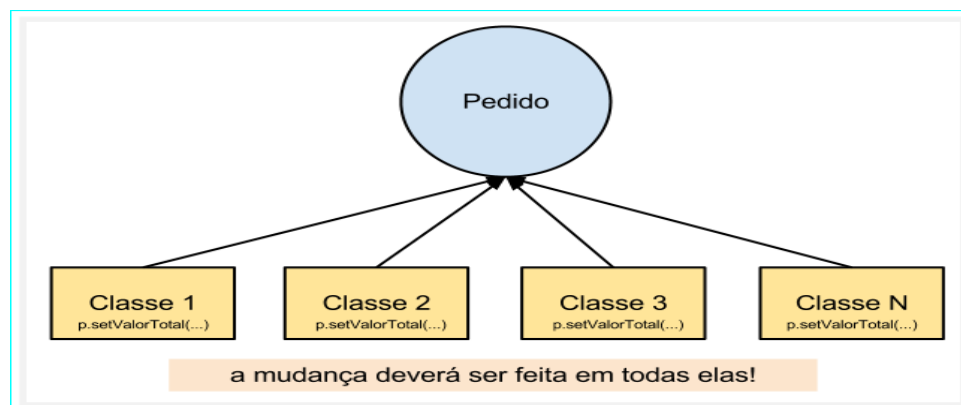 Pedido
Classe 1
p.setValorTotal(...)
Classe 2
p.setValorTotal(...)
Classe 3
p.setValorTotal(...)
Classe N
p.setValorTotal(...)
a mudança deverá ser feita em todas elas!